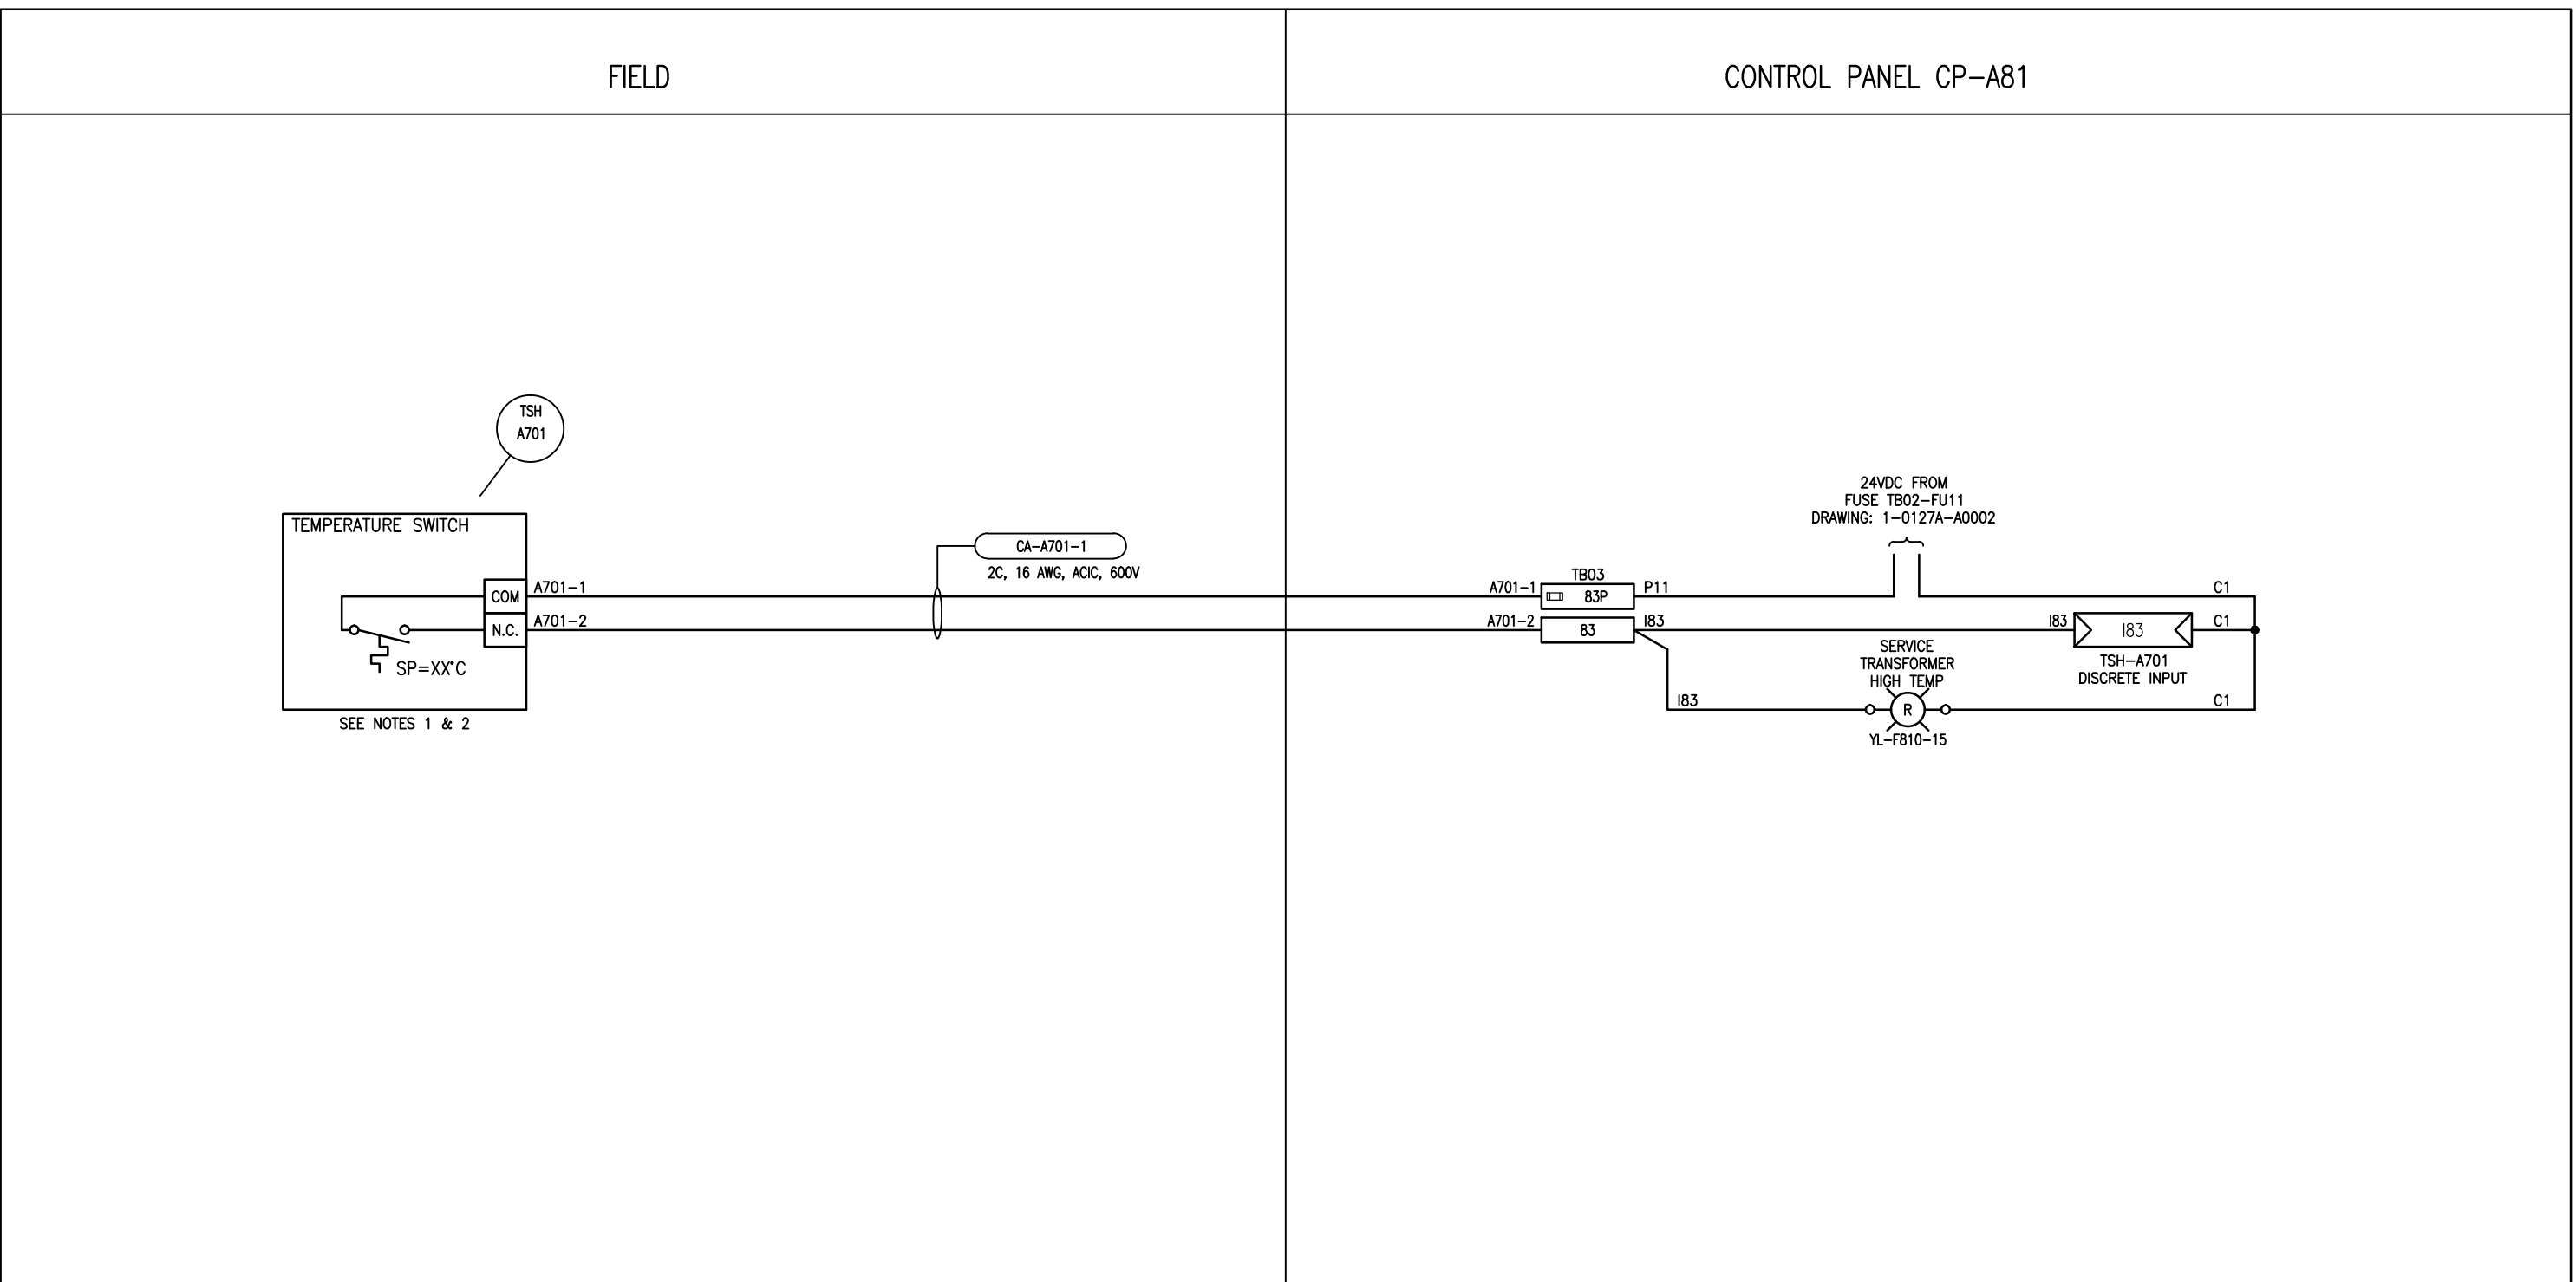 FIELD
CONTROL PANEL CP-A81
TSH
A701
TEMPERATURE SWITCH
COM
N.C.
SP=XX°C
SEE NOTES 1 & 2
A701-1
A701-2
CA-A701-1
2C, 16 AWG, ACIC, 600V
TB03
A701-1
83P
P11
A701-2
83
I83
24VDC FROM
FUSE TB02-FU11
DRAWING: 1-0127A-A0002
C1
I83
I83
C1
TSH-A701
DISCRETE INPUT
SERVICE
TRANSFORMER
HIGH TEMP
I83
R
C1
YL-F810-15